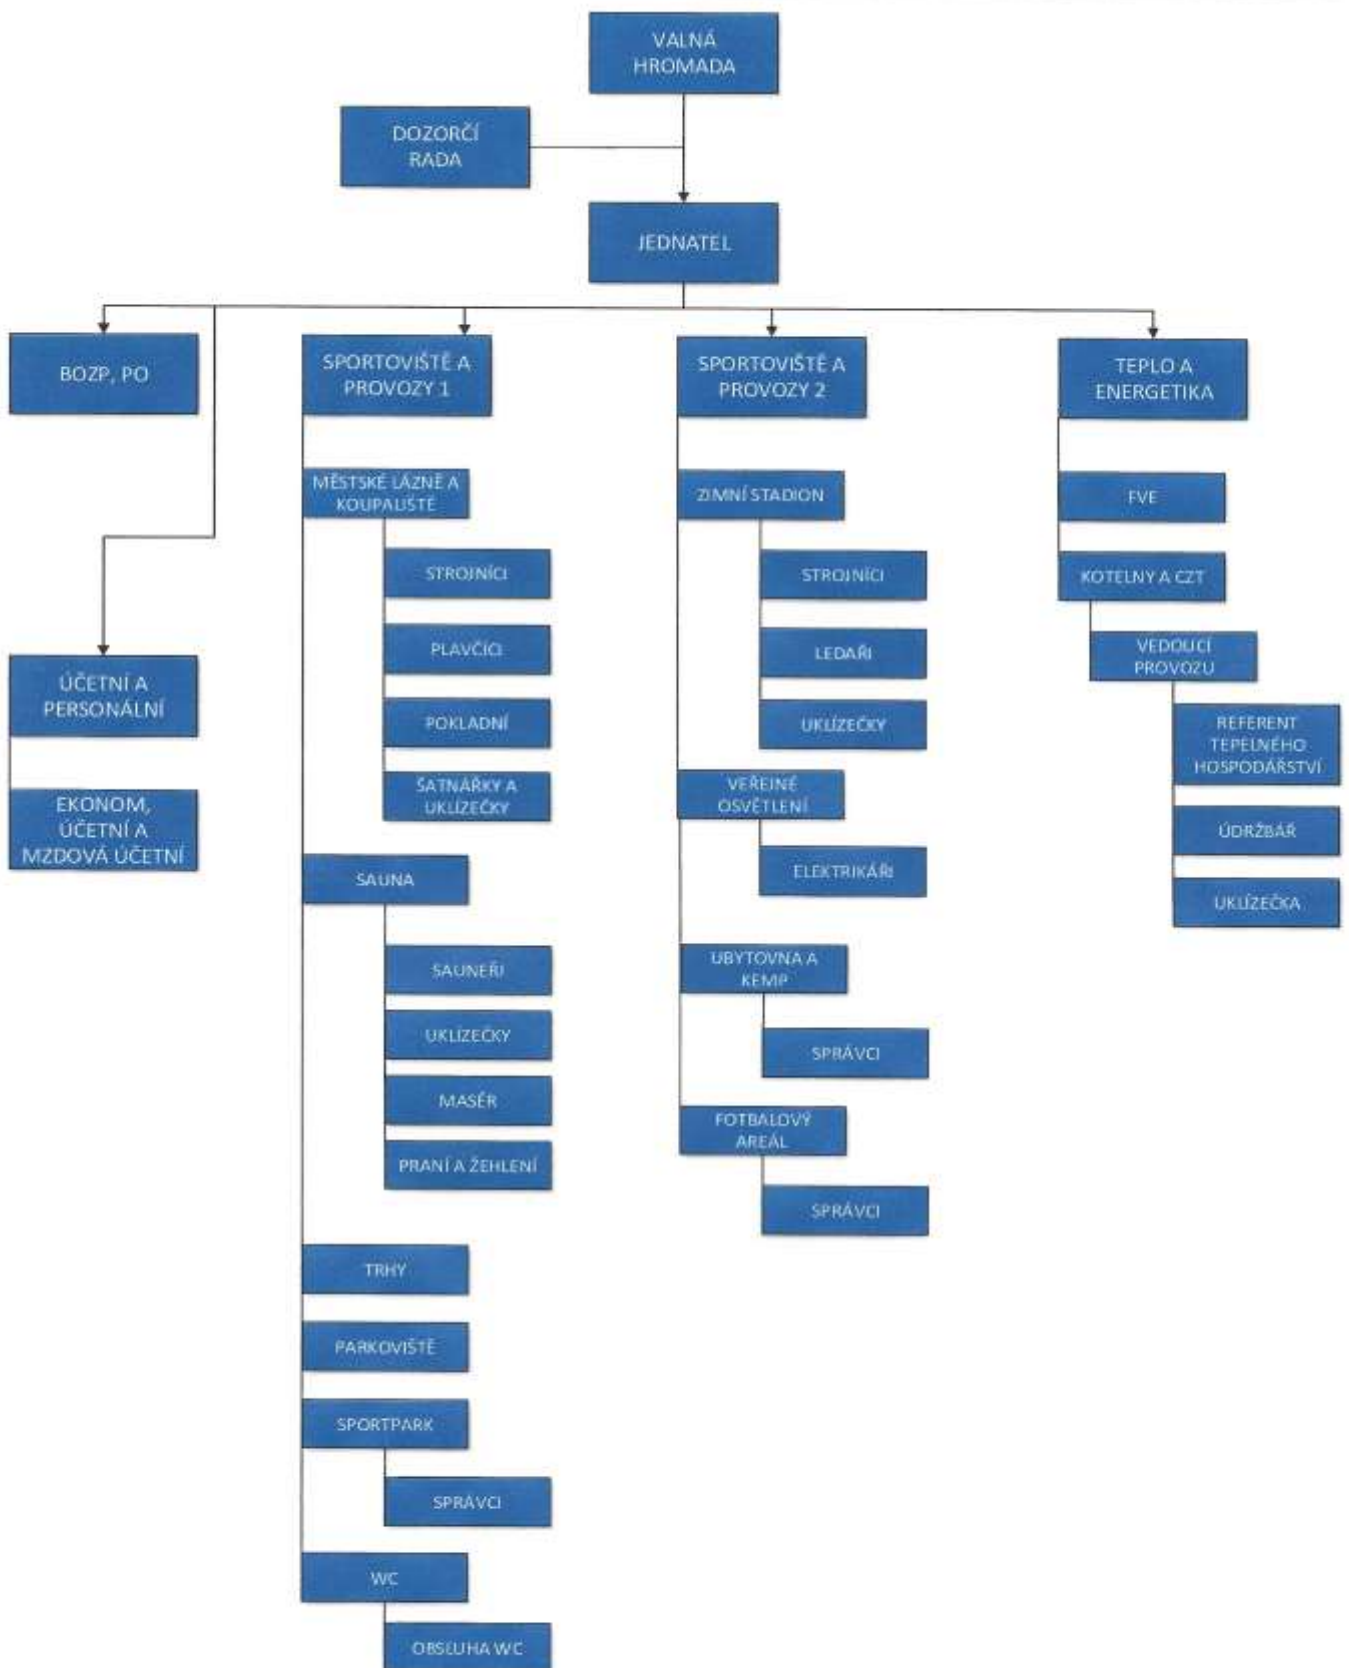 VALNÁ
HROMADA
DOZORČÍ
RADA
JEDNATEL
BOZP, PO
ÚČETNÍ A
PERSONÁLNÍ
EKONOM,
ÚČETNÍ A
MZDOVÁ ÚČETNÍ
SPORTOVIŠTĚ A
PROVOZY 1
MĚSTSKÉ LÁZNĚ A
KOUPALIŠTĚ
STROJNÍCI
PLAVČÍCI
POKLADNÍ
ŠATNÁŘKY A
UKLÍZEČKY
SAUNA
SAUNEŘI
UKLÍZEČKY
MASÉR
PRANÍ A ŽEHLENÍ
TRHY
PARKOVIŠTĚ
SPORTPARK
SPRÁVCI
WC
OBSLUHA WC
SPORTOVIŠTĚ A
PROVOZY 2
ZIMNÍ STADION
STROJNÍCI
LEDAŘI
UKLÍZEČKY
VEŘEJNÉ
OSVĚTLENÍ
ELEKTRIKÁŘI
UBYTOVNA A
KEMP
SPRÁVCI
FOTBALOVÝ
AREÁL
SPRÁVCI
TEPLO A
ENERGETIKA
FVE
KOTELNY A CZT
VEDOUCÍ
PROVOZU
REFERENT
TEPELNÉHO
HOSPODÁŘSTVÍ
ÚDRŽBÁŘ
UKLÍZEČKA